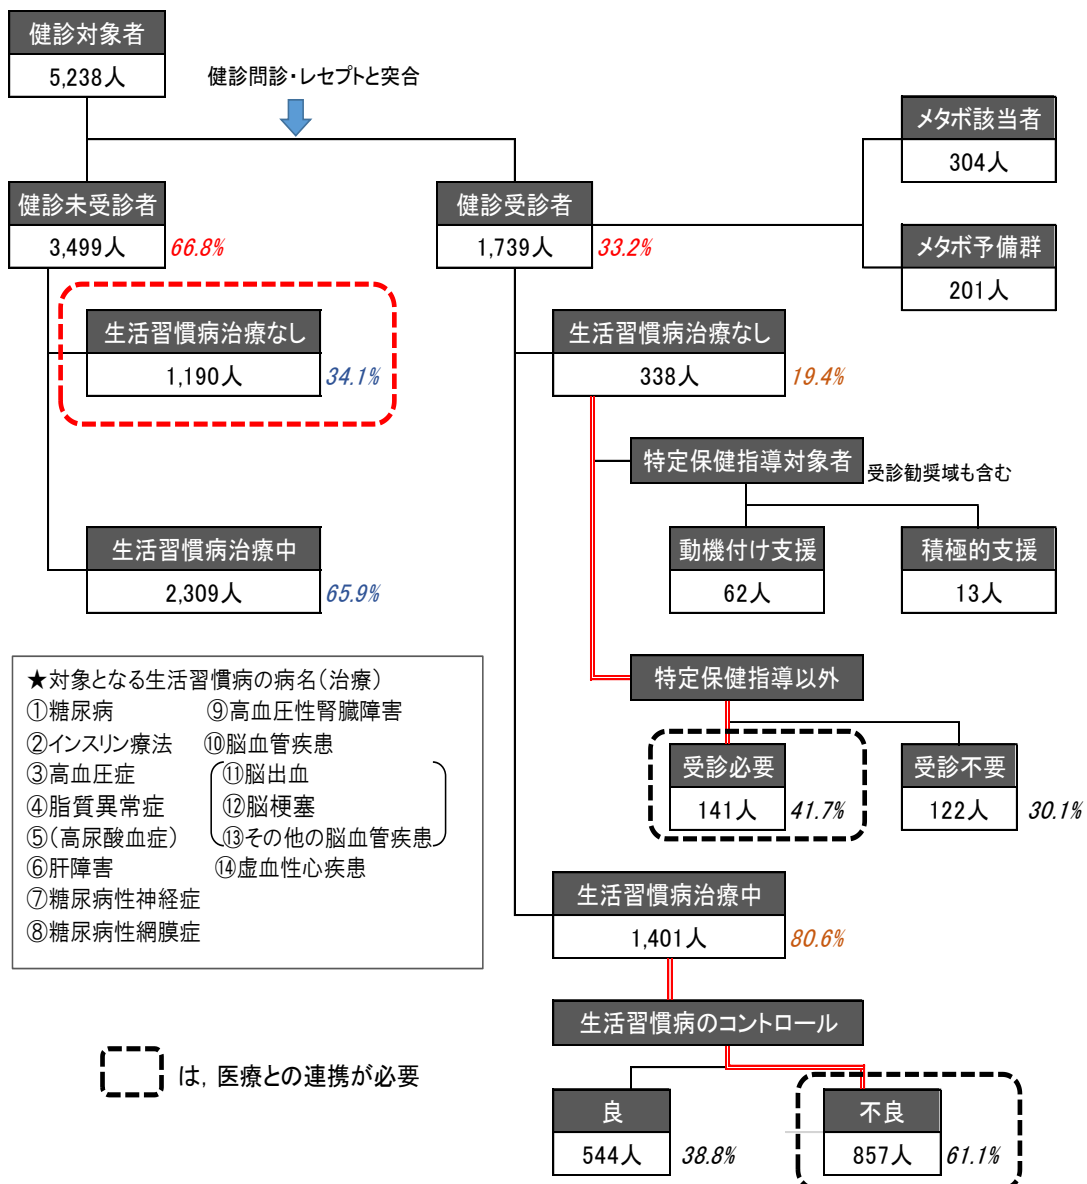 健診対象者
5,238人
健診問診・レセプトと突合
メタボ該当者
304人
健診未受診者
3,499人 66.8%
健診受診者
1,739人 33.2%
メタボ予備群
201人
生活習慣病治療なし
1,190人 34.1%
生活習慣病治療なし
338人 19.4%
特定保健指導対象者
受診勧奨域も含む
動機付け支援
62人
積極的支援
13人
生活習慣病治療中
2,309人 65.9%
特定保健指導以外
受診必要
141人 41.7%
受診不要
122人 30.1%
★対象となる生活習慣病の病名(治療)
①糖尿病 ⑨高血圧性腎臓障害
②インスリン療法 ⑩脳血管疾患
③高血圧症 ⑪脳出血
④脂質異常症 ⑫脳梗塞
⑤(高尿酸血症) ⑬その他の脳血管疾患
⑥肝障害 ⑭虚血性心疾患
⑦糖尿病性神経症
⑧糖尿病性網膜症
生活習慣病治療中
1,401人 80.6%
生活習慣病のコントロール
は, 医療との連携が必要
良
544人 38.8%
不良
857人 61.1%